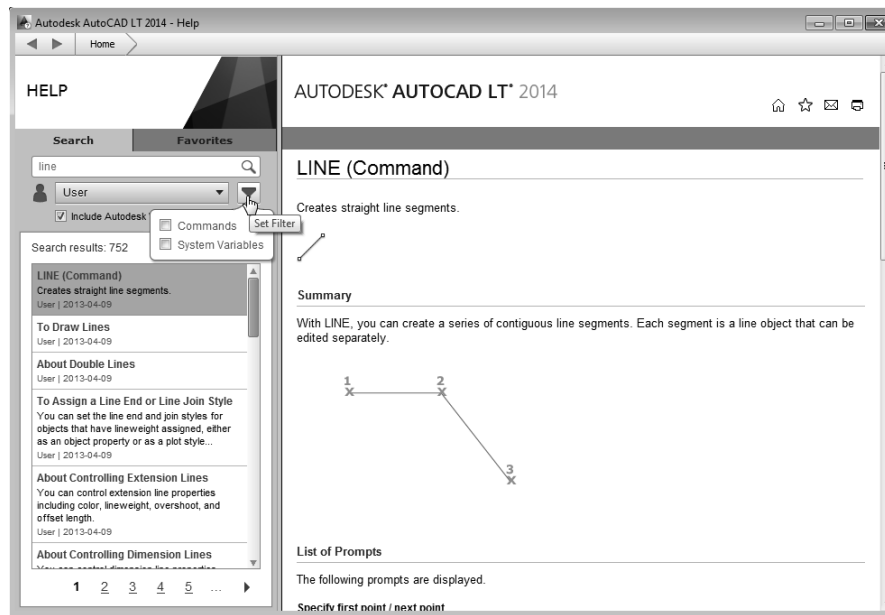 Autodesk AutoCAD LT 2014 - Help
Home
HELP
Search
Favorites
line
User
Include Autodesk
Commands
System Variables
Set Filter
Search results: 752
LINE (Command)
Creates straight line segments.
User | 2013-04-09
To Draw Lines
User | 2013-04-09
About Double Lines
User | 2013-04-09
To Assign a Line End or Line Join Style
You can set the line end and join styles for
objects that have lineweight assigned, either
as an object property or as a plot style...
User | 2013-04-09
About Controlling Extension Lines
You can control extension line properties
including color, lineweight, overshoot, and
offset length.
User | 2013-04-09
About Controlling Dimension Lines
You can control dimension line properties
1 2 3 4 5 ...
AUTODESK® AUTOCAD LT® 2014
LINE (Command)
Creates straight line segments.
Summary
With LINE, you can create a series of contiguous line segments. Each segment is a line object that can be
edited separately.
1
2
3
List of Prompts
The following prompts are displayed.
Specify first point / next point